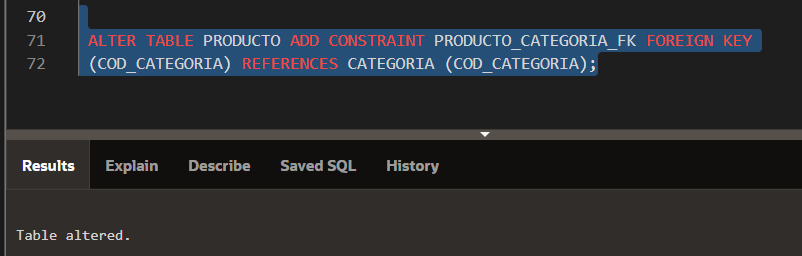 70
71 ALTER TABLE PRODUCTO ADD CONSTRAINT PRODUCTO_CATEGORIA_FK FOREIGN KEY
72 (COD_CATEGORIA) REFERENCES CATEGORIA (COD_CATEGORIA);
Results Explain Describe Saved SQL History
Table altered.